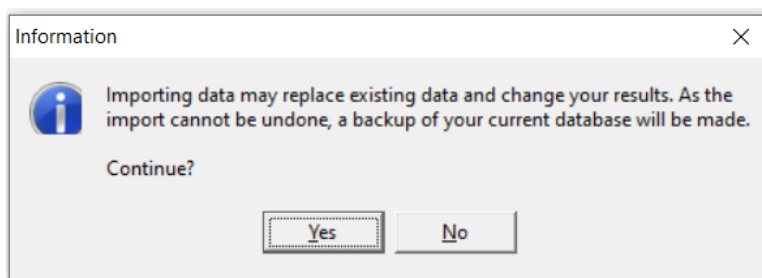 Information
Importing data may replace existing data and change your results. As the
import cannot be undone, a backup of your current database will be made.
Continue?
Yes
No